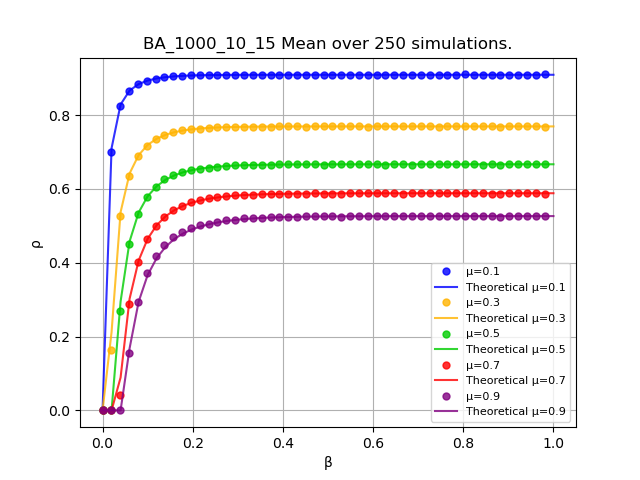 BA_1000_10_15 Mean over 250 simulations.
ρ
0.8
0.6
0.4
0.2
0.0
μ=0.1
Theoretical μ=0.1
μ=0.3
Theoretical μ=0.3
μ=0.5
Theoretical μ=0.5
μ=0.7
Theoretical μ=0.7
μ=0.9
Theoretical μ=0.9
0.0 0.2 0.4 0.6 0.8 1.0
β